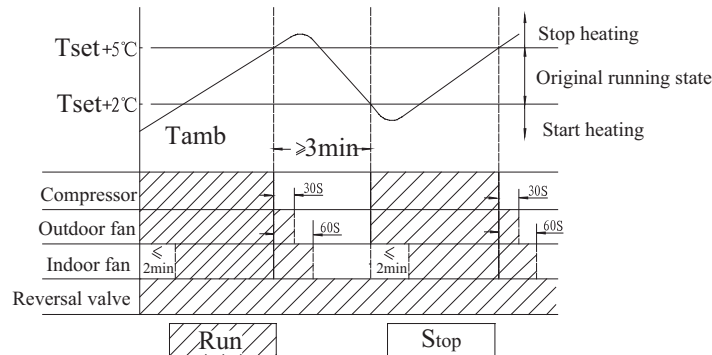 Tset+5℃
Stop heating
Original running state
Tset+2℃
Start heating
Tamb
≥3min
Compressor
30S
30S
Outdoor fan
60S
60S
Indoor fan
≤
2min
≤
2min
Reversal valve
Run
Stop